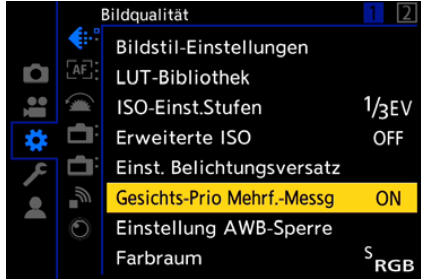 Bildqualität 1 2
Bildstil-Einstellungen
AF
LUT-Bibliothek
ISO-Einst.Stufen 1/3EV
Erweiterte ISO OFF
Einst. Belichtungsversatz
Gesichts-Prio Mehrf.-Messg ON
Einstellung AWB-Sperre
Farbraum sRGB